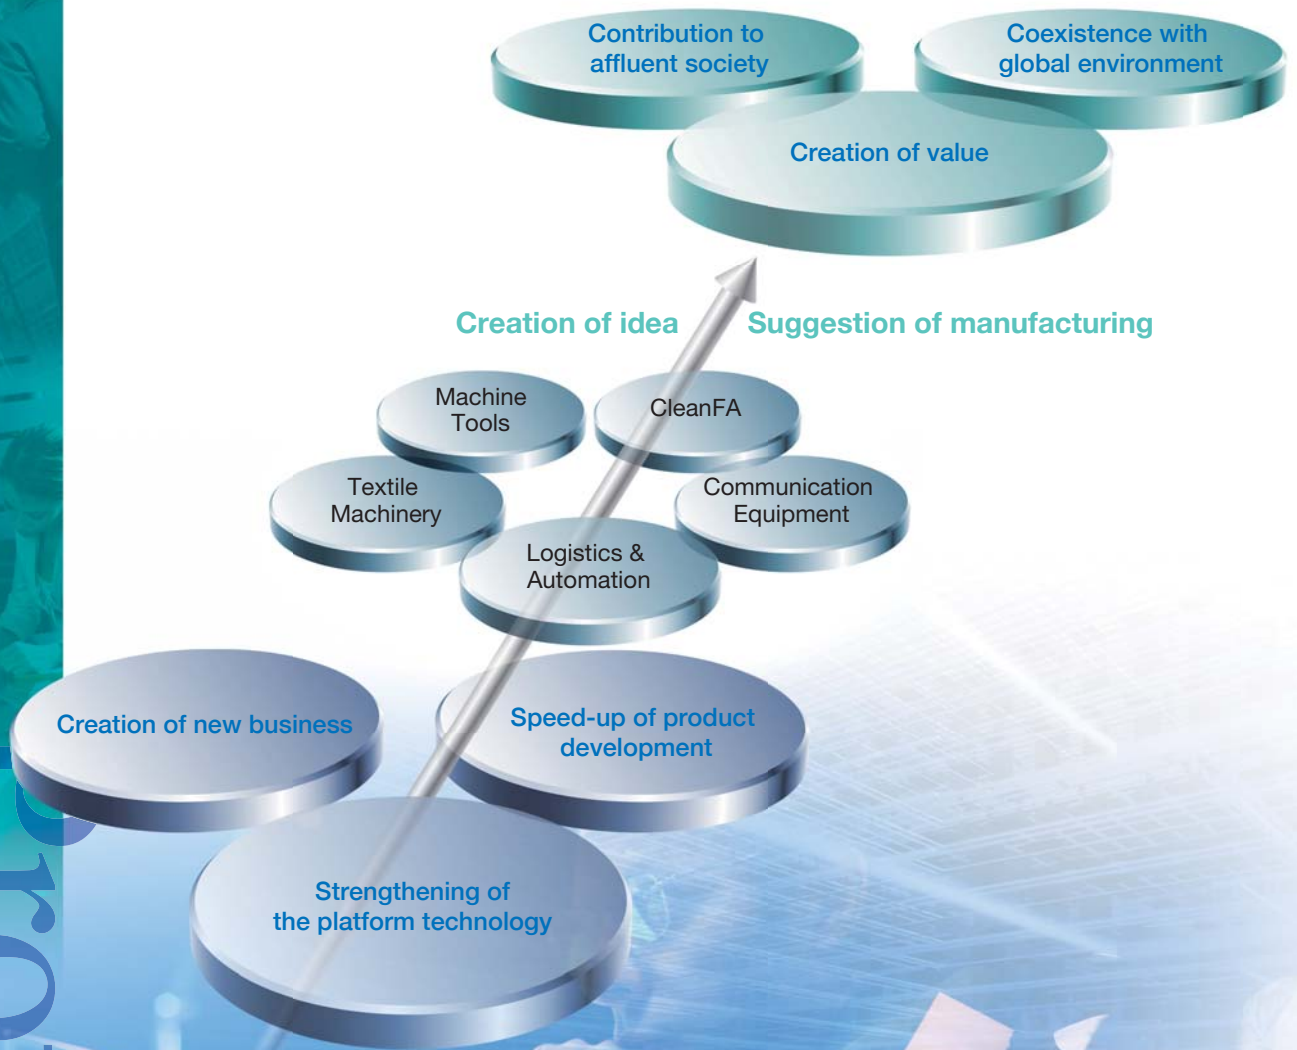 Contribution to
affluent society
Coexistence with
global environment
Creation of value
Creation of idea
Suggestion of manufacturing
Machine
Tools
CleanFA
Textile
Machinery
Communication
Equipment
Logistics &
Automation
Creation of new business
Speed-up of product
development
Strengthening of
the platform technology